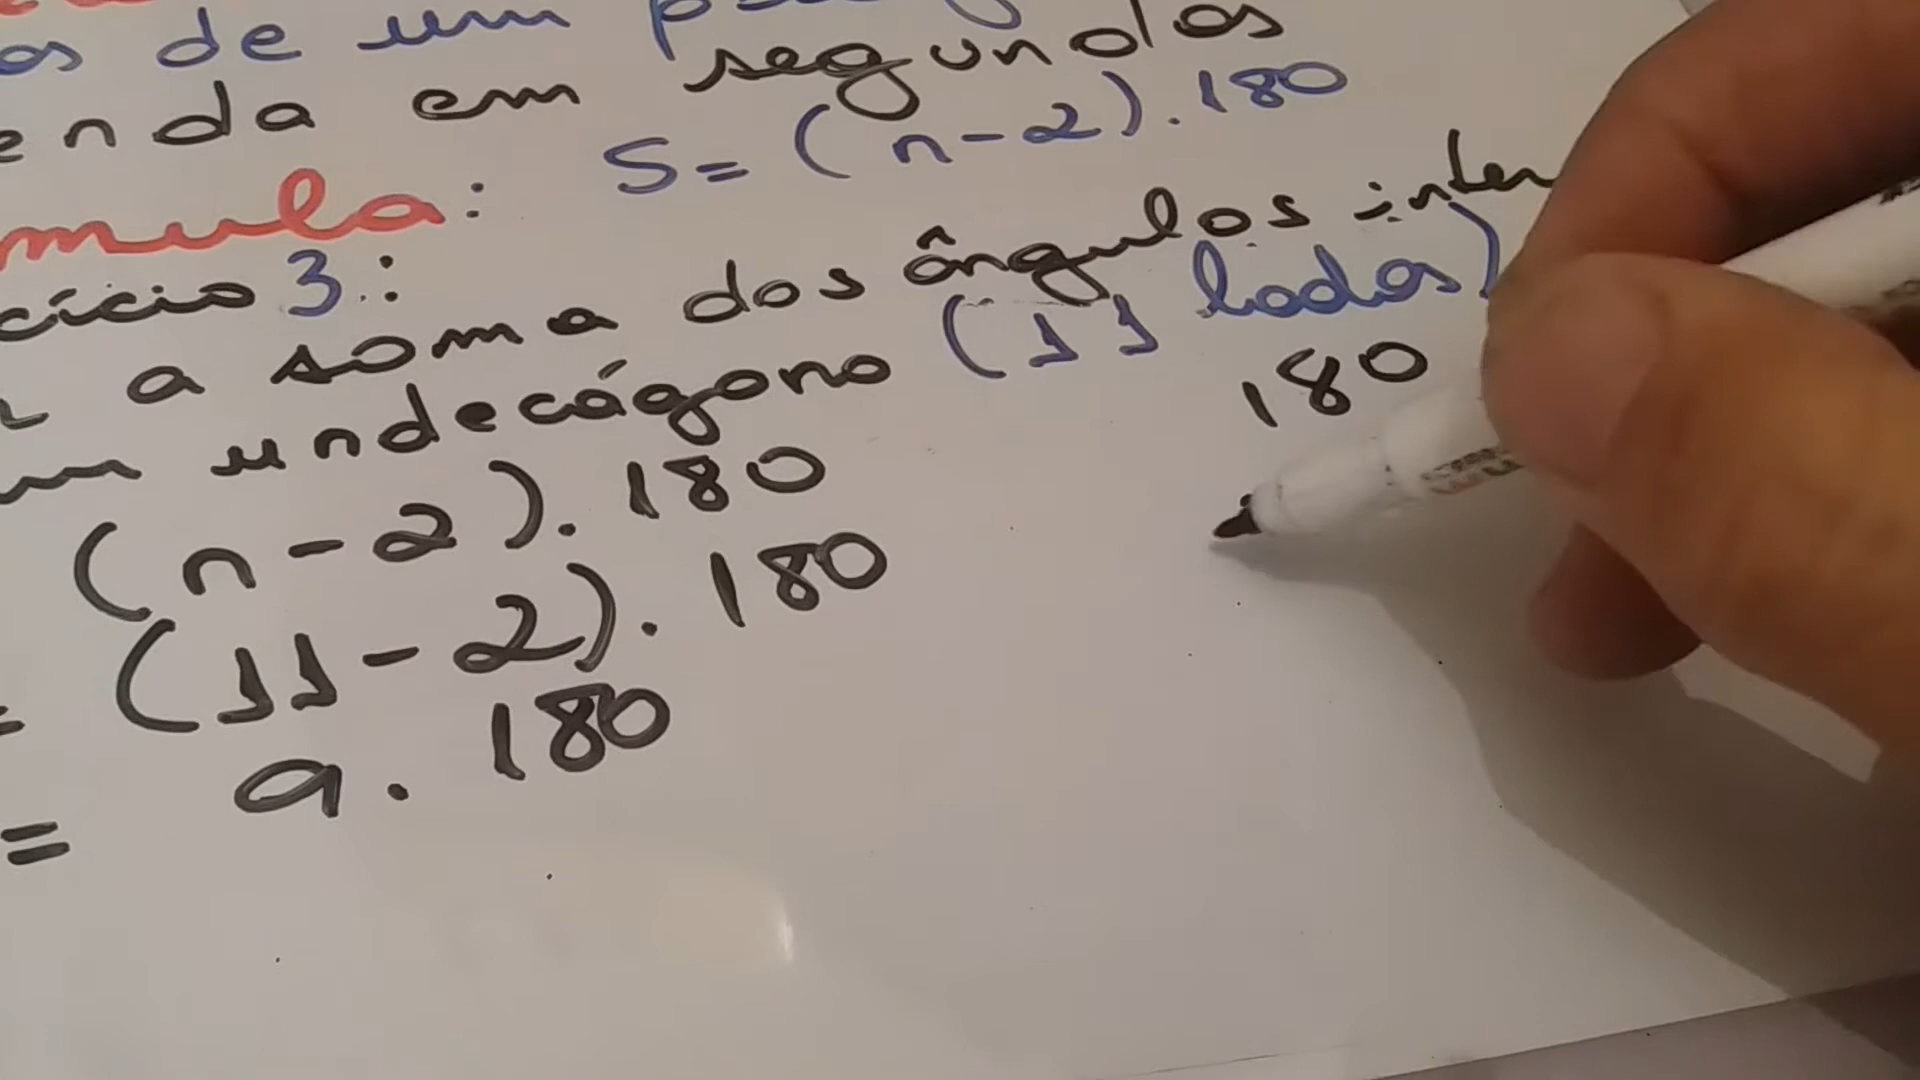 os de um
enda em segundos
mula: S= (n-2).180
cício 3:
a soma dos ângulos inter
undecágono (11 lados)
(n-2).180
180
= (11-2).180
= 9.180